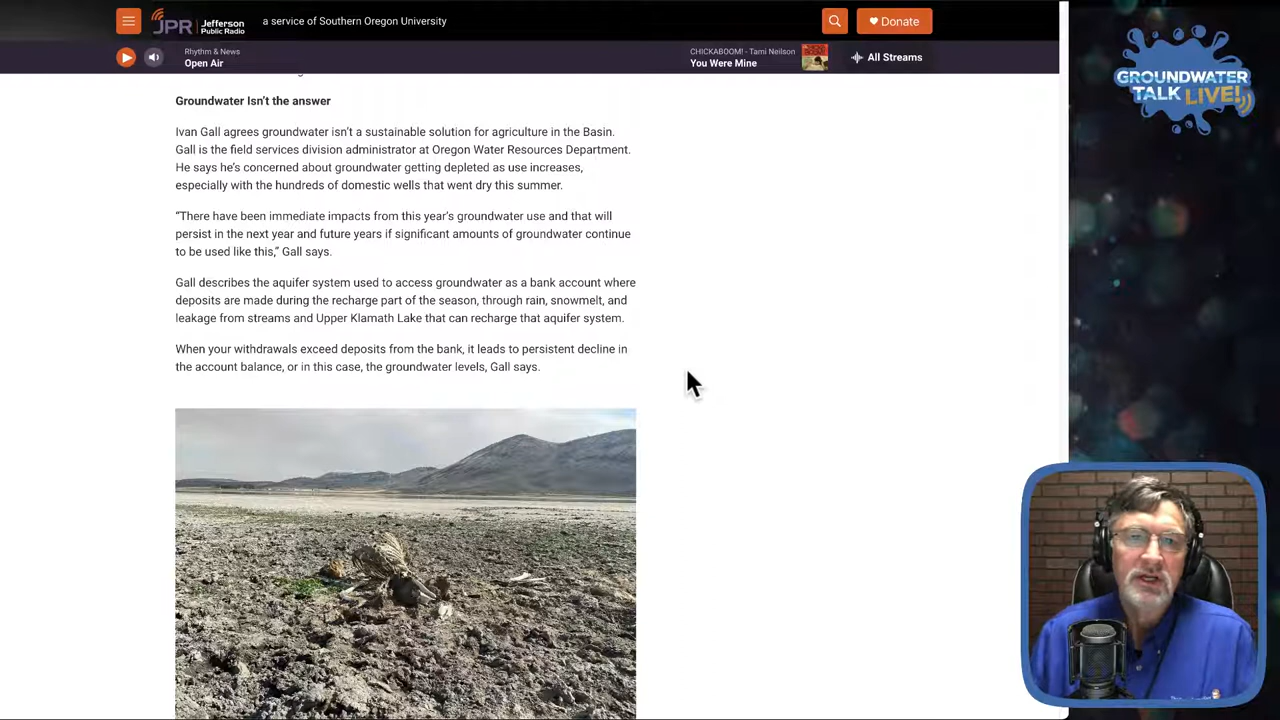 JPR Jefferson
Public Radio
a service of Southern Oregon University
Donate
Rhythm & News
Open Air
CHICKABOOM! - Tami Neilson
You Were Mine
All Streams
GROUNDWATER
TALK LIVE!
Groundwater Isn’t the answer
Ivan Gall agrees groundwater isn’t a sustainable solution for agriculture in the Basin.
Gall is the field services division administrator at Oregon Water Resources Department.
He says he’s concerned about groundwater getting depleted as use increases,
especially with the hundreds of domestic wells that went dry this summer.
“There have been immediate impacts from this year’s groundwater use and that will
persist in the next year and future years if significant amounts of groundwater continue
to be used like this,” Gall says.
Gall describes the aquifer system used to access groundwater as a bank account where
deposits are made during the recharge part of the season, through rain, snowmelt, and
leakage from streams and Upper Klamath Lake that can recharge that aquifer system.
When your withdrawals exceed deposits from the bank, it leads to persistent decline in
the account balance, or in this case, the groundwater levels, Gall says.